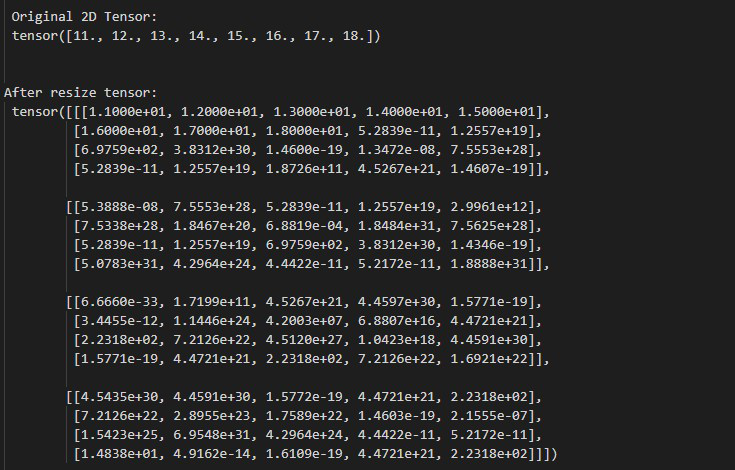 Original 2D Tensor:
tensor([11., 12., 13., 14., 15., 16., 17., 18.])
After resize tensor:
tensor([[[1.1000e+01, 1.2000e+01, 1.3000e+01, 1.4000e+01, 1.5000e+01],
[1.6000e+01, 1.7000e+01, 1.8000e+01, 5.2839e-11, 1.2557e+19],
[6.9759e+02, 3.8312e+30, 1.4600e-19, 1.3472e-08, 7.5553e+28],
[5.2839e-11, 1.2557e+19, 1.8726e+11, 4.5267e+21, 1.4607e-19]],
[[5.3888e-08, 7.5553e+28, 5.2839e-11, 1.2557e+19, 2.9961e+12],
[7.5338e+28, 1.8467e+20, 6.8819e-04, 1.8484e+31, 7.5625e+28],
[5.2839e-11, 1.2557e+19, 6.9759e+02, 3.8312e+30, 1.4346e-19],
[5.0783e+31, 4.2964e+24, 4.4422e-11, 5.2172e-11, 1.8888e+31]],
[[6.6660e-33, 1.7199e+11, 4.5267e+21, 4.4597e+30, 1.5771e-19],
[3.4455e-12, 1.1446e+24, 4.2003e+07, 6.8807e+16, 4.4721e+21],
[2.2318e+02, 7.2126e+22, 4.5120e+27, 1.0423e+18, 4.4591e+30],
[1.5771e-19, 4.4721e+21, 2.2318e+02, 7.2126e+22, 1.6921e+22]],
[[4.5435e+30, 4.4591e+30, 1.5772e-19, 4.4721e+21, 2.2318e+02],
[7.2126e+22, 2.8955e+23, 1.7589e+22, 1.4603e-19, 2.1555e-07],
[1.5423e+25, 6.9548e+31, 4.2964e+24, 4.4422e-11, 5.2172e-11],
[1.4838e+01, 4.9162e-14, 1.6109e-19, 4.4721e+21, 2.2318e+02]]])